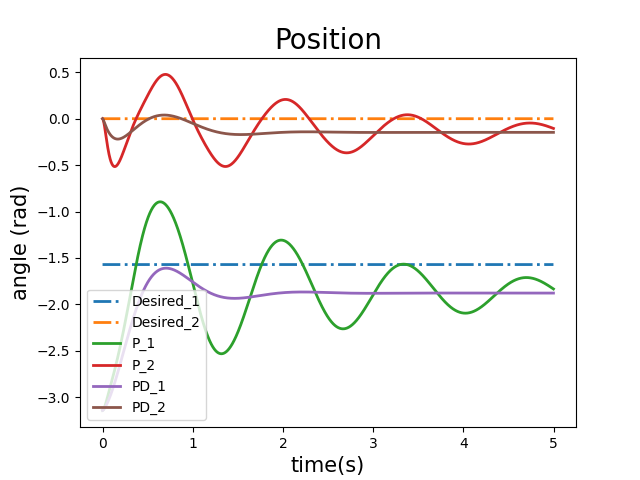 Position
angle (rad)
0.5
0.0
−0.5
−1.0
−1.5
−2.0
−2.5
−3.0
Desired_1
Desired_2
P_1
P_2
PD_1
PD_2
0 1 2 3 4 5
time(s)